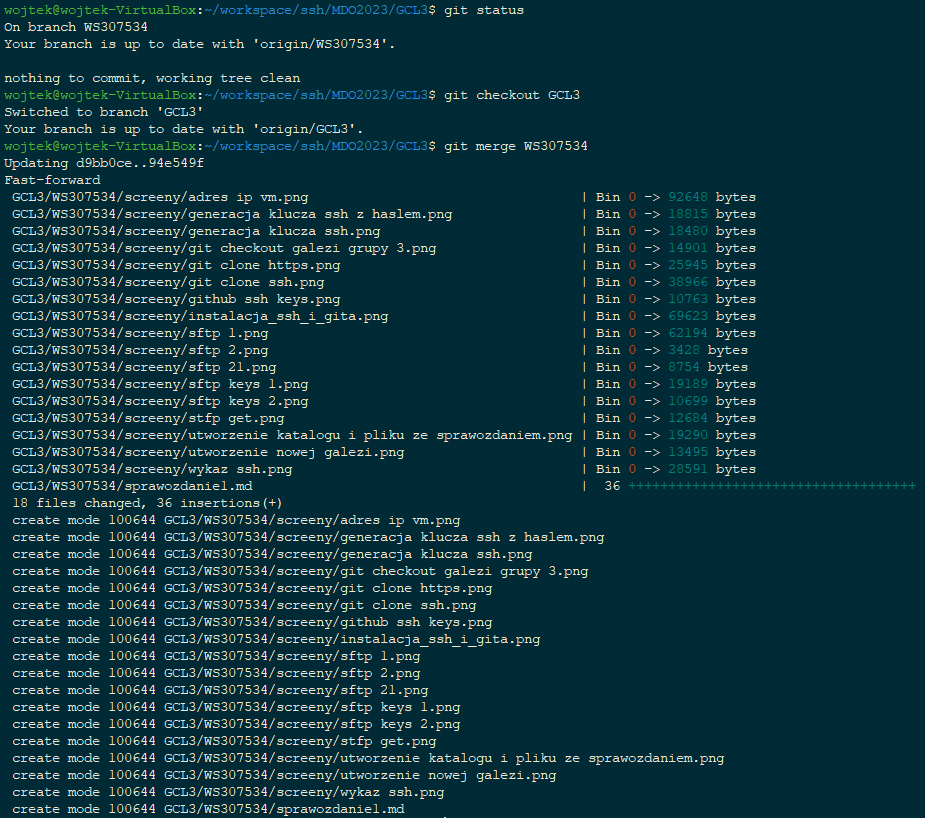 wojtek@wojtek-VirtualBox:~/workspace/ssh/MDO2023/GCL3$ git status
On branch WS307534
Your branch is up to date with 'origin/WS307534'.
nothing to commit, working tree clean
wojtek@wojtek-VirtualBox:~/workspace/ssh/MDO2023/GCL3$ git checkout GCL3
Switched to branch 'GCL3'
Your branch is up to date with 'origin/GCL3'.
wojtek@wojtek-VirtualBox:~/workspace/ssh/MDO2023/GCL3$ git merge WS307534
Updating d9bb0ce..94e549f
Fast-forward
 GCL3/WS307534/screeny/adres ip vm.png                                  | Bin 0 -> 92648 bytes
 GCL3/WS307534/screeny/generacja klucza ssh z haslem.png                | Bin 0 -> 18815 bytes
 GCL3/WS307534/screeny/generacja klucza ssh.png                         | Bin 0 -> 18480 bytes
 GCL3/WS307534/screeny/git checkout galezi grupy 3.png                  | Bin 0 -> 14901 bytes
 GCL3/WS307534/screeny/git clone https.png                              | Bin 0 -> 25945 bytes
 GCL3/WS307534/screeny/git clone ssh.png                                | Bin 0 -> 38966 bytes
 GCL3/WS307534/screeny/github ssh keys.png                              | Bin 0 -> 10763 bytes
 GCL3/WS307534/screeny/instalacja_ssh_i_gita.png                        | Bin 0 -> 69623 bytes
 GCL3/WS307534/screeny/sftp 1.png                                       | Bin 0 -> 62194 bytes
 GCL3/WS307534/screeny/sftp 2.png                                       | Bin 0 -> 3428 bytes
 GCL3/WS307534/screeny/sftp 21.png                                      | Bin 0 -> 8754 bytes
 GCL3/WS307534/screeny/sftp keys 1.png                                  | Bin 0 -> 19189 bytes
 GCL3/WS307534/screeny/sftp keys 2.png                                  | Bin 0 -> 10699 bytes
 GCL3/WS307534/screeny/stfp get.png                                     | Bin 0 -> 12684 bytes
 GCL3/WS307534/screeny/utworzenie katalogu i pliku ze sprawozdaniem.png | Bin 0 -> 19290 bytes
 GCL3/WS307534/screeny/utworzenie nowej galezi.png                      | Bin 0 -> 13495 bytes
 GCL3/WS307534/screeny/wykaz ssh.png                                    | Bin 0 -> 28591 bytes
 GCL3/WS307534/sprawozdanie1.md                                         |  36 ++++++++++++++++++++++++++++++++++++
 18 files changed, 36 insertions(+)
 create mode 100644 GCL3/WS307534/screeny/adres ip vm.png
 create mode 100644 GCL3/WS307534/screeny/generacja klucza ssh z haslem.png
 create mode 100644 GCL3/WS307534/screeny/generacja klucza ssh.png
 create mode 100644 GCL3/WS307534/screeny/git checkout galezi grupy 3.png
 create mode 100644 GCL3/WS307534/screeny/git clone https.png
 create mode 100644 GCL3/WS307534/screeny/git clone ssh.png
 create mode 100644 GCL3/WS307534/screeny/github ssh keys.png
 create mode 100644 GCL3/WS307534/screeny/instalacja_ssh_i_gita.png
 create mode 100644 GCL3/WS307534/screeny/sftp 1.png
 create mode 100644 GCL3/WS307534/screeny/sftp 2.png
 create mode 100644 GCL3/WS307534/screeny/sftp 21.png
 create mode 100644 GCL3/WS307534/screeny/sftp keys 1.png
 create mode 100644 GCL3/WS307534/screeny/sftp keys 2.png
 create mode 100644 GCL3/WS307534/screeny/stfp get.png
 create mode 100644 GCL3/WS307534/screeny/utworzenie katalogu i pliku ze sprawozdaniem.png
 create mode 100644 GCL3/WS307534/screeny/utworzenie nowej galezi.png
 create mode 100644 GCL3/WS307534/screeny/wykaz ssh.png
 create mode 100644 GCL3/WS307534/sprawozdanie1.md